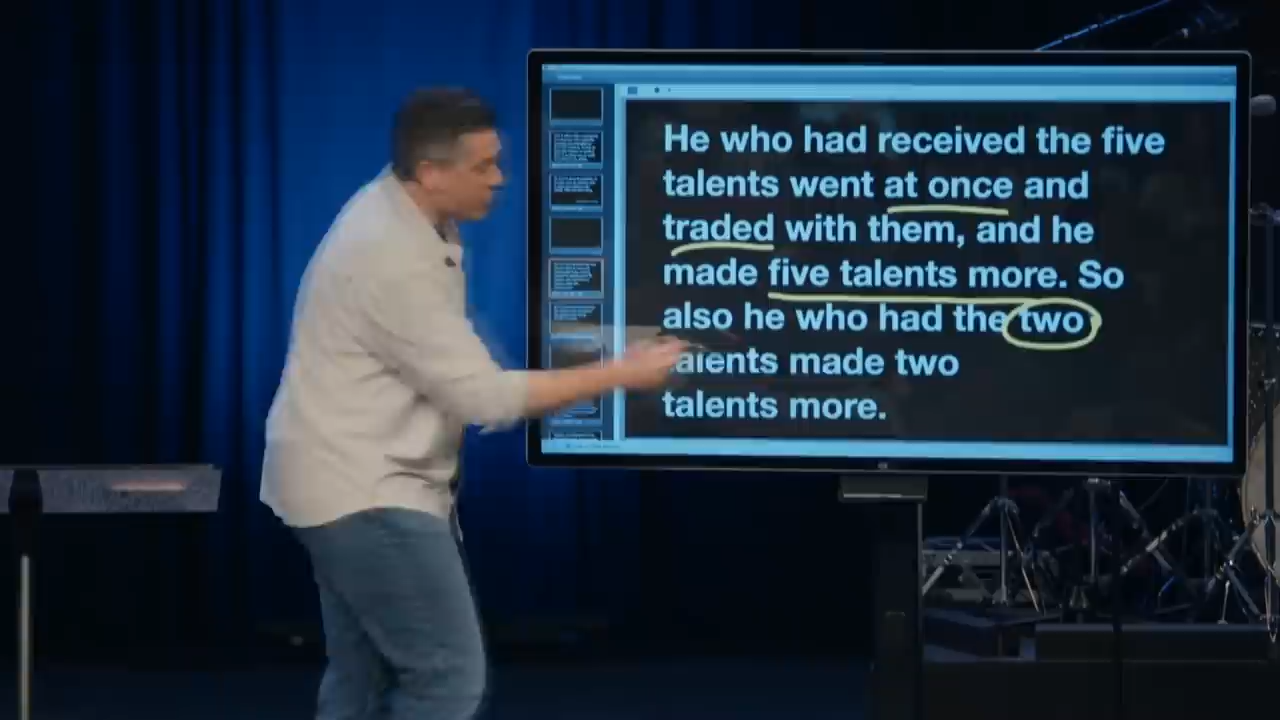 He who had received the five
talents went at once and
traded with them, and he
made five talents more. So
also he who had the two
talents made two
talents more.